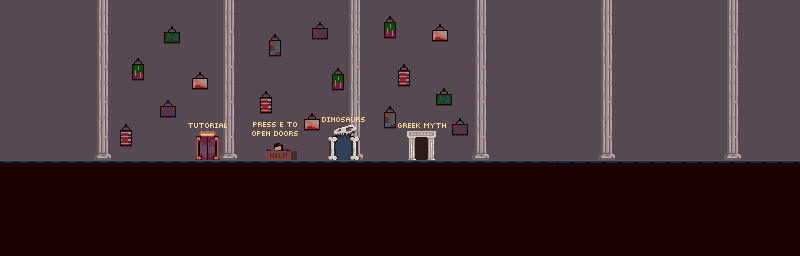 TUTORIAL
PRESS E TO
OPEN DOORS
HELP
DINOSAURS
GREEK MYTH